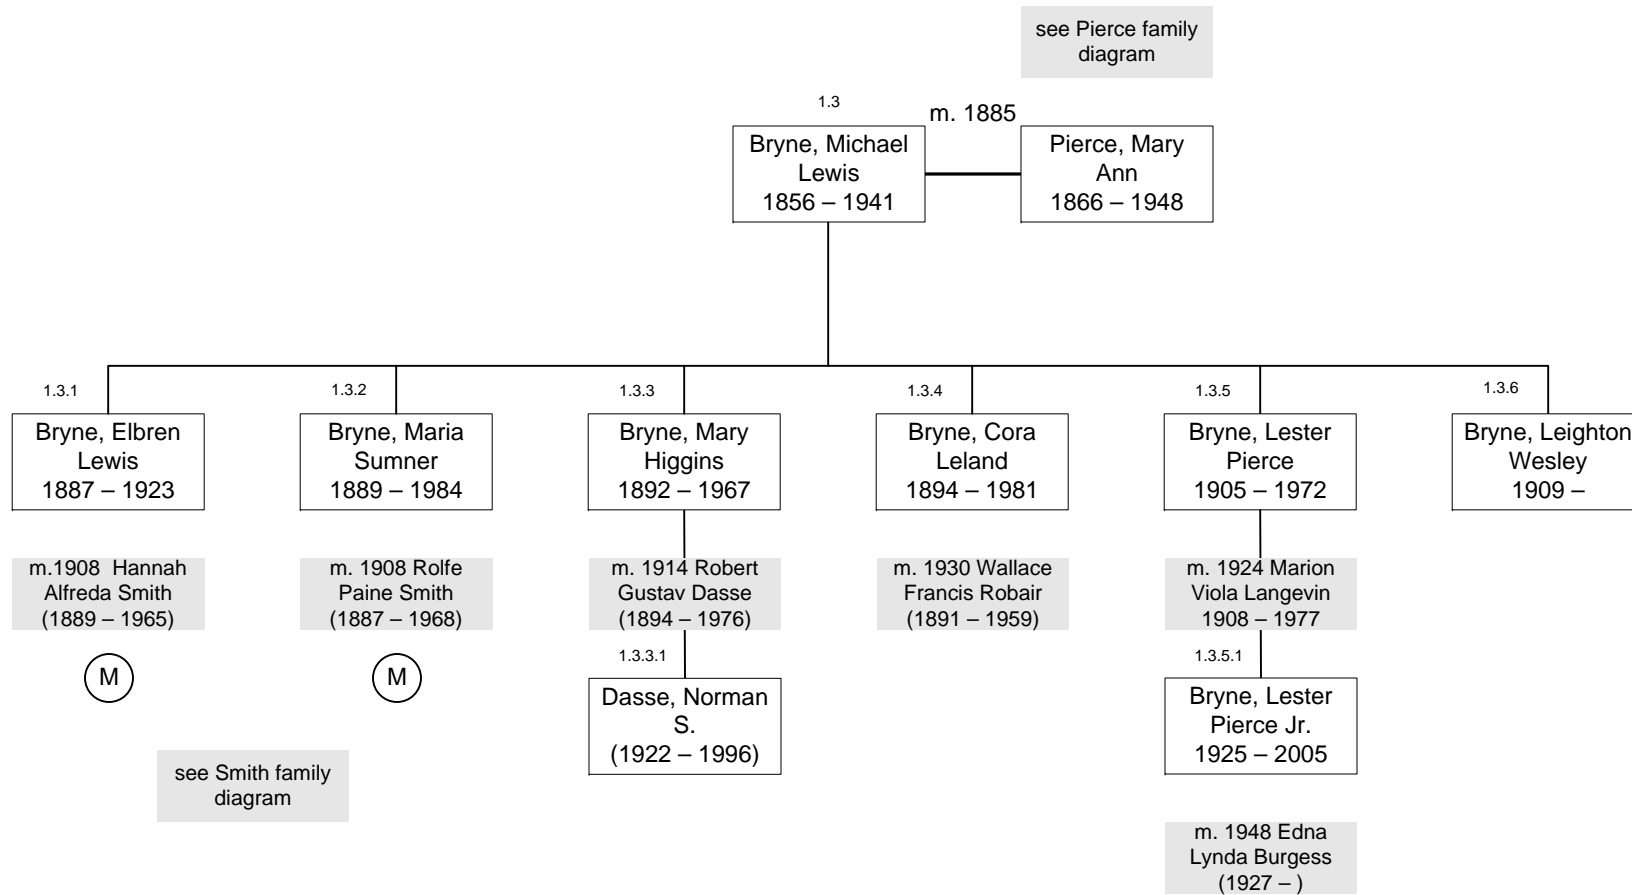 see Pierce family
diagram
1.3
m. 1885
Bryne, Michael
Lewis
1856 – 1941
Pierce, Mary
Ann
1866 – 1948
1.3.1
Bryne, Elbren
Lewis
1887 – 1923
m.1908  Hannah
Alfreda Smith
(1889 – 1965)
M
1.3.2
Bryne, Maria
Sumner
1889 – 1984
m. 1908 Rolfe
Paine Smith
(1887 – 1968)
M
see Smith family
diagram
1.3.3
Bryne, Mary
Higgins
1892 – 1967
m. 1914 Robert
Gustav Dasse
(1894 – 1976)
1.3.3.1
Dasse, Norman
S.
(1922 – 1996)
1.3.4
Bryne, Cora
Leland
1894 – 1981
m. 1930 Wallace
Francis Robair
(1891 – 1959)
1.3.5
Bryne, Lester
Pierce
1905 – 1972
m. 1924 Marion
Viola Langevin
1908 – 1977
1.3.5.1
Bryne, Lester
Pierce Jr.
1925 – 2005
m. 1948 Edna
Lynda Burgess
(1927 – )
1.3.6
Bryne, Leighton
Wesley
1909 –